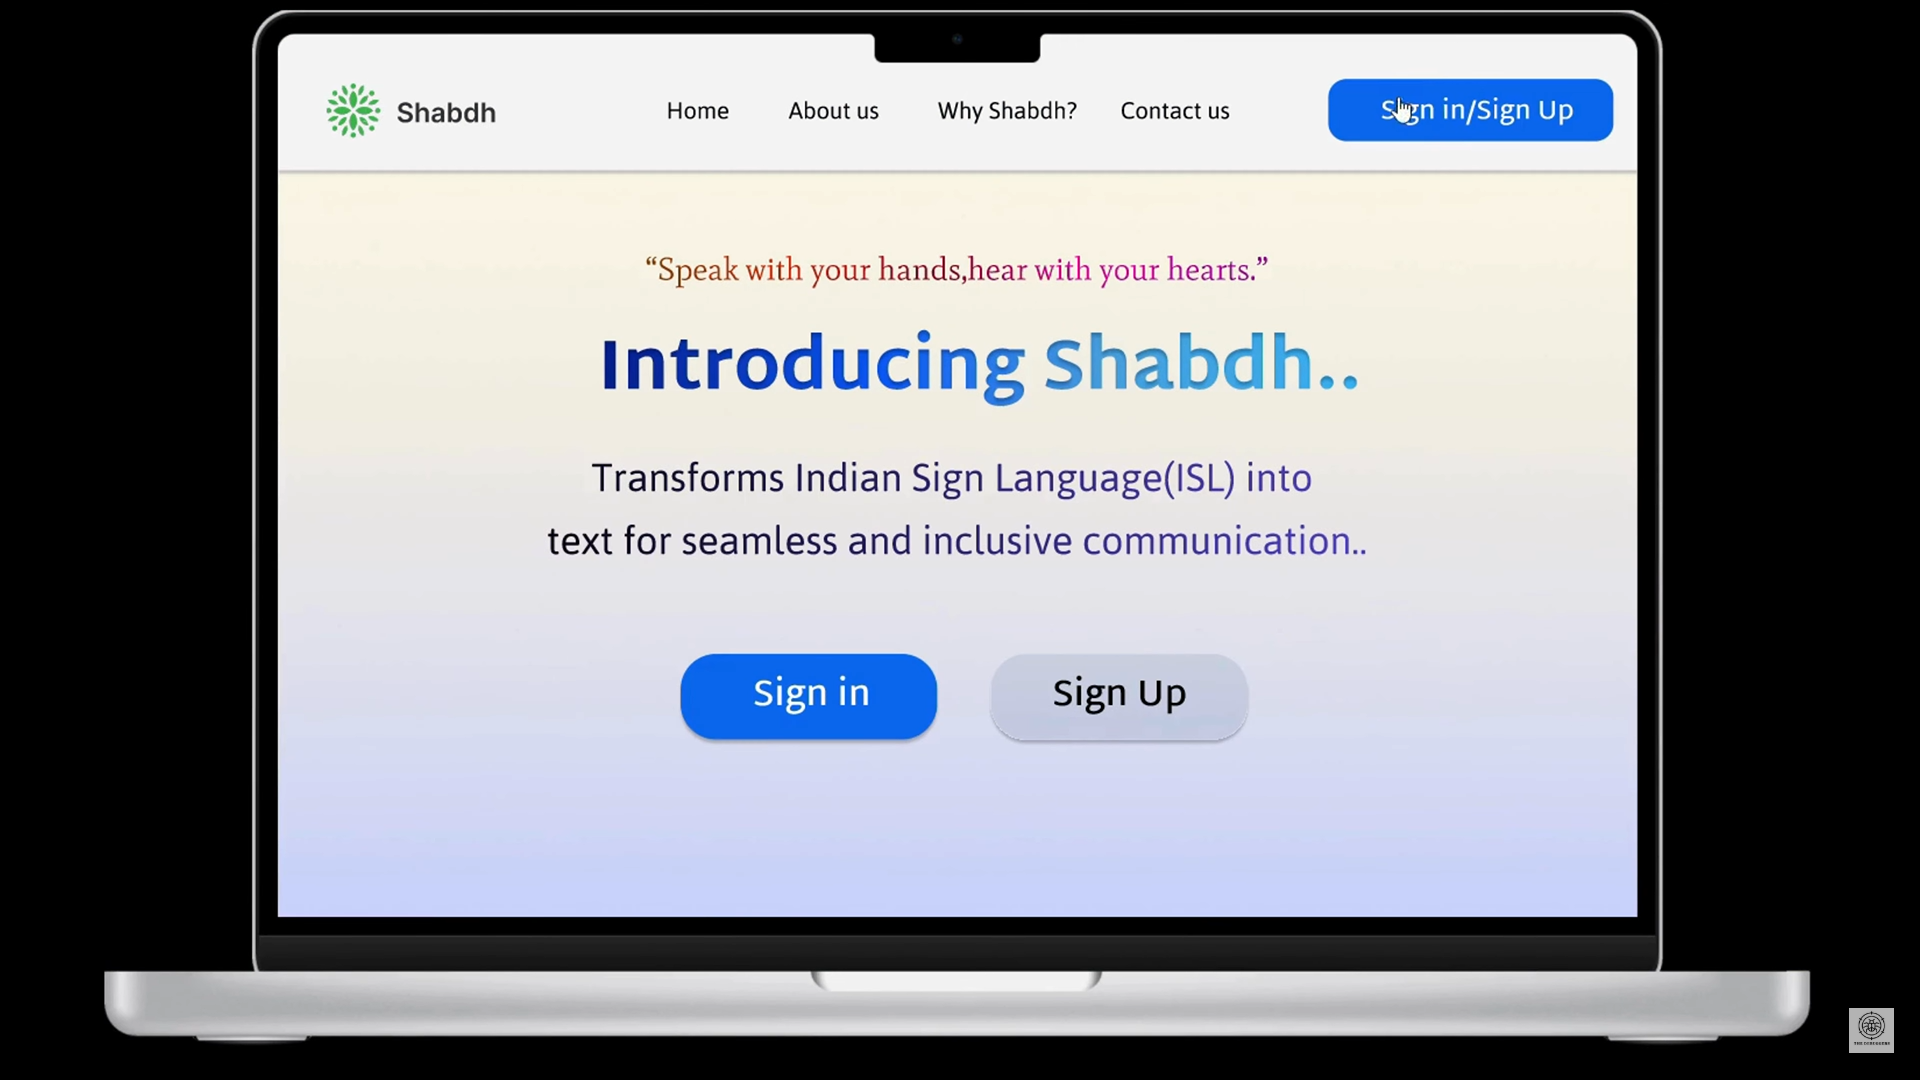 Shabdh
Home
About us
Why Shabdh?
Contact us
Sign in/Sign Up
“Speak with your hands,hear with your hearts.”
Introducing Shabdh..
Transforms Indian Sign Language(ISL) into
text for seamless and inclusive communication..
Sign in
Sign Up